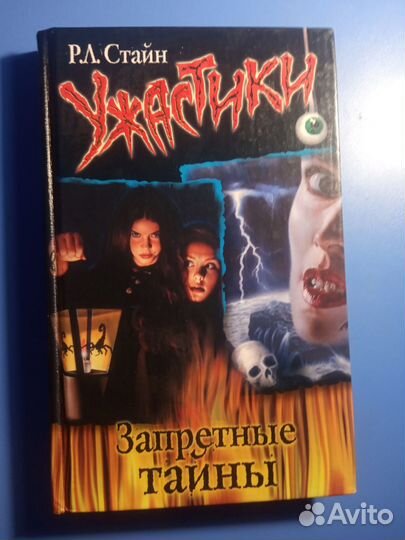 Р.Л. Стайн
Ужастики
Запретные
тайны
Avito